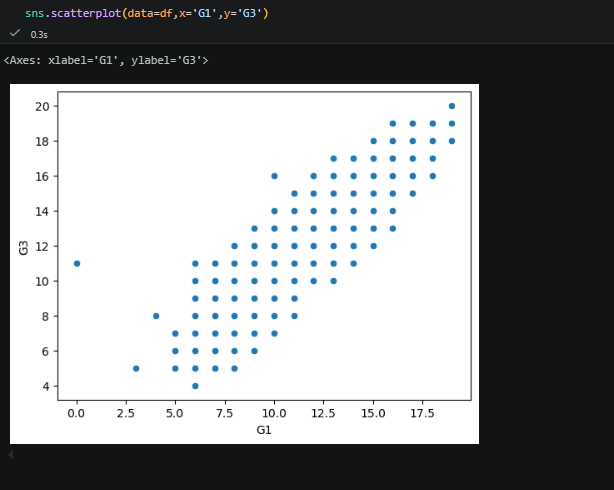 sns.scatterplot(data=df,x='G1',y='G3')
0.3s
<Axes: xlabel='G1', ylabel='G3'>
20
18
16
14
12
10
8
6
4
G3
0.0 2.5 5.0 7.5 10.0 12.5 15.0 17.5
G1